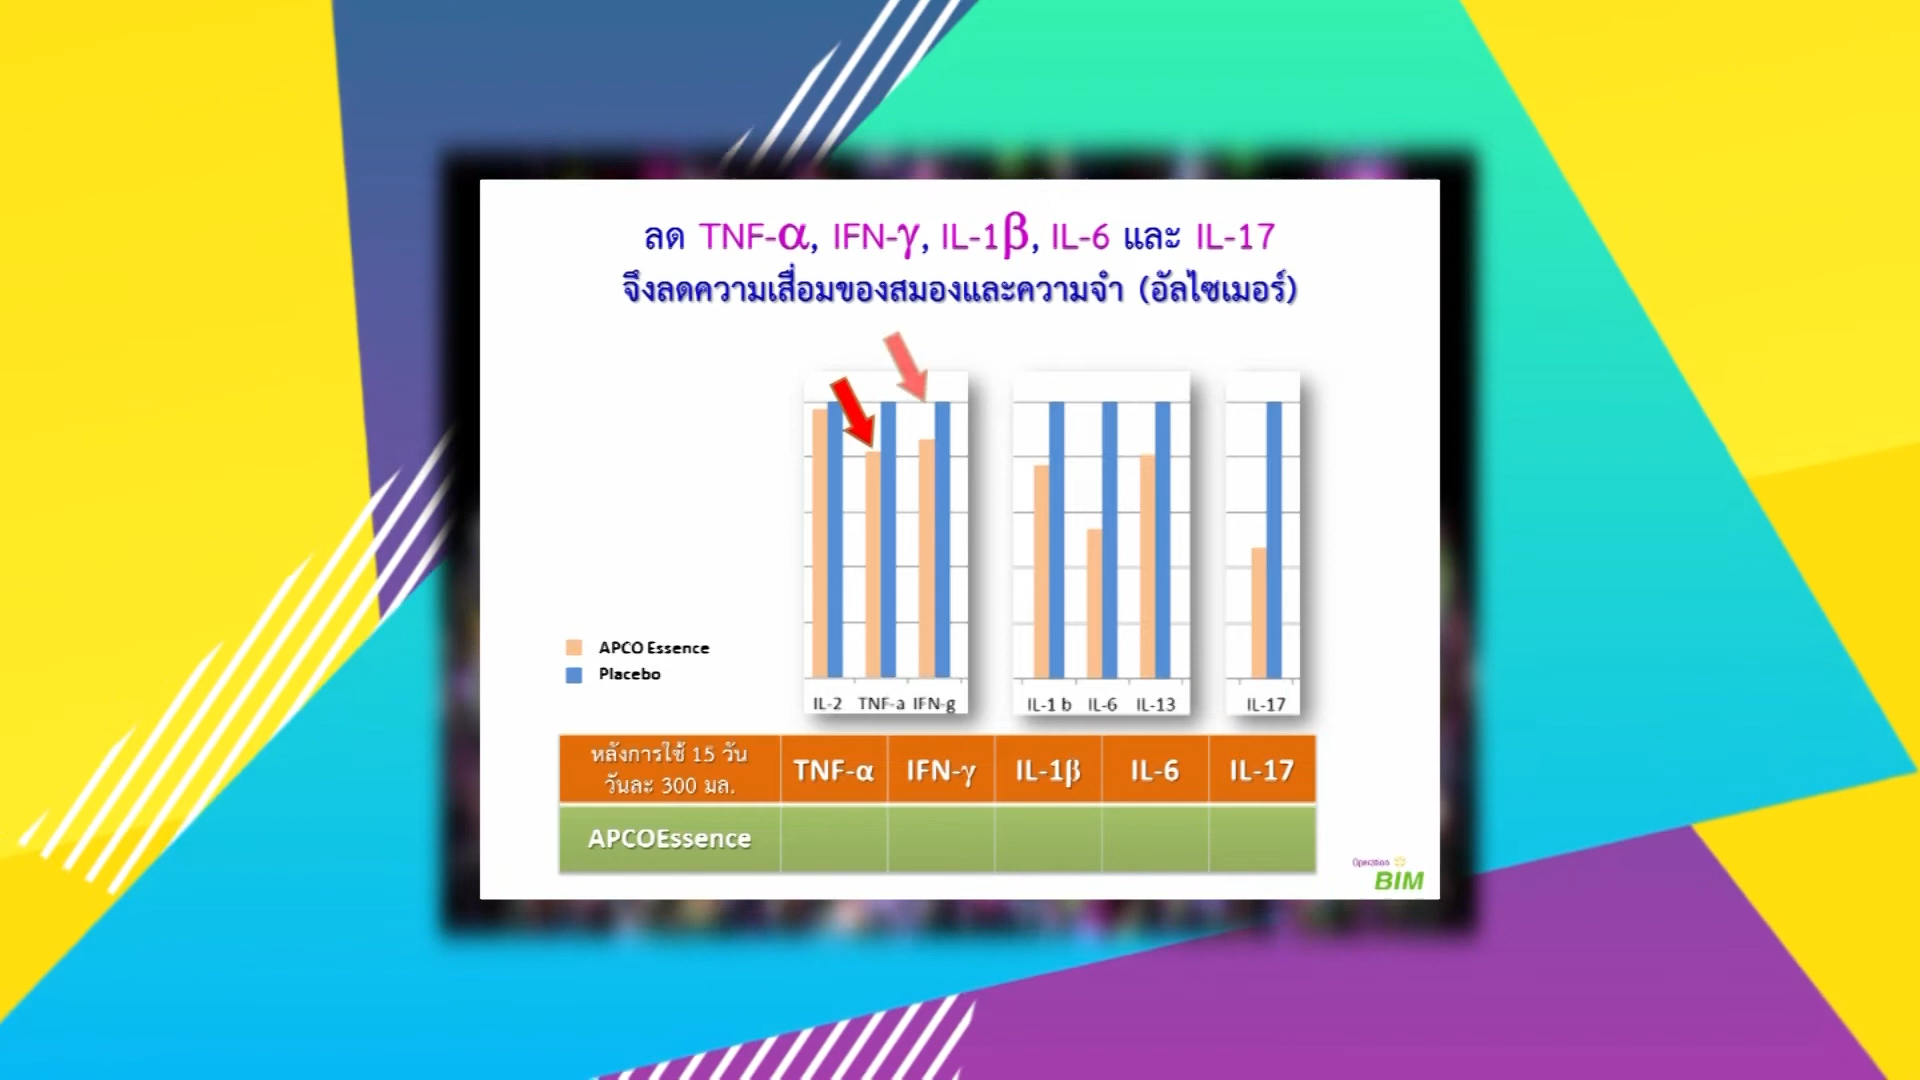 ลด TNF-α, IFN-γ, IL-1β, IL-6 และ IL-17
จึงลดความเสื่อมของสมองและความจำ (อัลไซเมอร์)
APCO Essence
Placebo
IL-2 TNF-a IFN-g
IL-1 b IL-6 IL-13
IL-17
หลังการใช้ 15 วัน
วันละ 300 มล.
TNF-α IFN-γ IL-1β IL-6 IL-17
APCOEssence
Operation
BIM